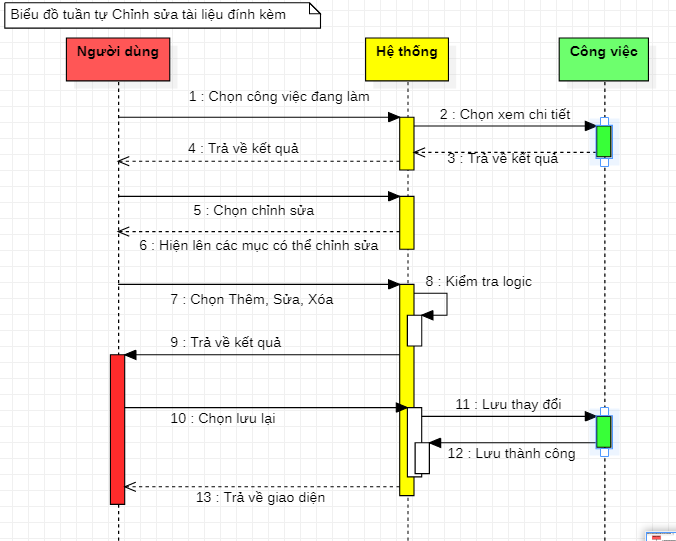 Biểu đồ tuần tự Chỉnh sửa tài liệu đính kèm
Người dùng
Hệ thống
Công việc
1 : Chọn công việc đang làm
2 : Chọn xem chi tiết
3 : Trả về kết quả
4 : Trả về kết quả
5 : Chọn chỉnh sửa
6 : Hiện lên các mục có thể chỉnh sửa
7 : Chọn Thêm, Sửa, Xóa
8 : Kiểm tra logic
9 : Trả về kết quả
10 : Chọn lưu lại
11 : Lưu thay đổi
12 : Lưu thành công
13 : Trả về giao diện